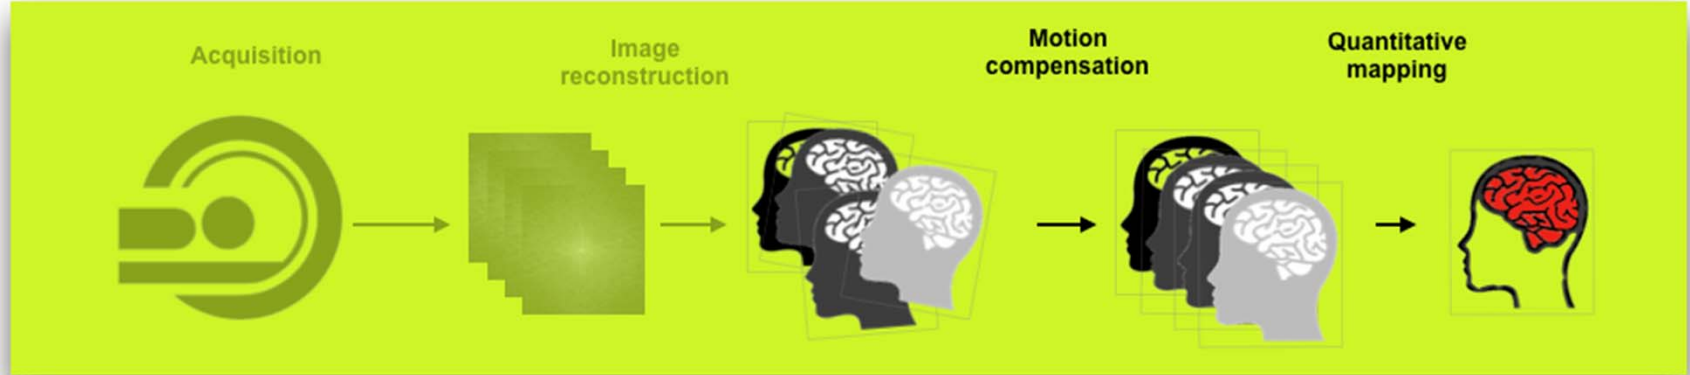 Acquisition
Image
reconstruction
Motion
compensation
Quantitative
mapping